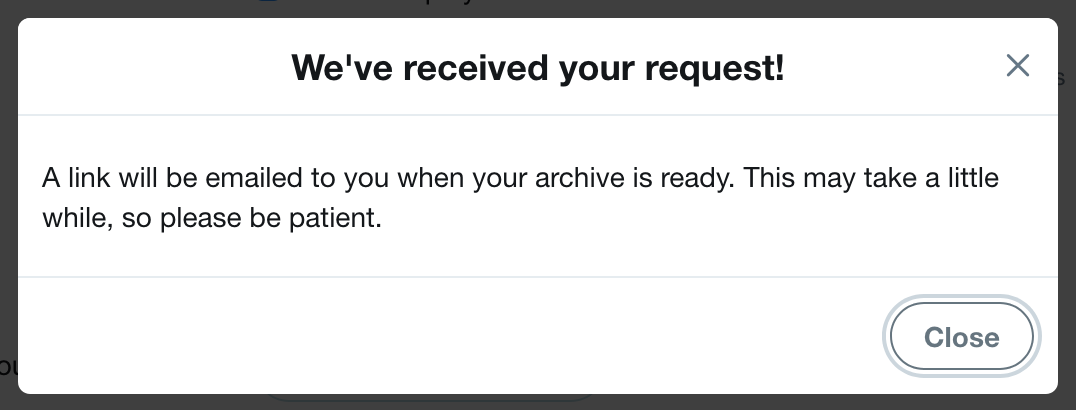 We've received your request!
A link will be emailed to you when your archive is ready. This may take a little
while, so please be patient.
Close